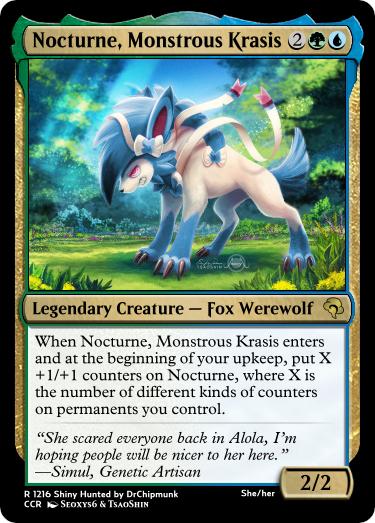 Nocturne, Monstrous Krasis 2
TSAOSHIN
Legendary Creature — Fox Werewolf
When Nocturne, Monstrous Krasis enters
and at the beginning of your upkeep, put X
+1/+1 counters on Nocturne, where X is
the number of different kinds of counters
on permanents you control.
“She scared everyone back in Alola, I’m
hoping people will be nicer to her here.”
—Simul, Genetic Artisan
2/2
R 1216 Shiny Hunted by DrChipmunk She/her
CCR Seoxys6 & TsaoShin